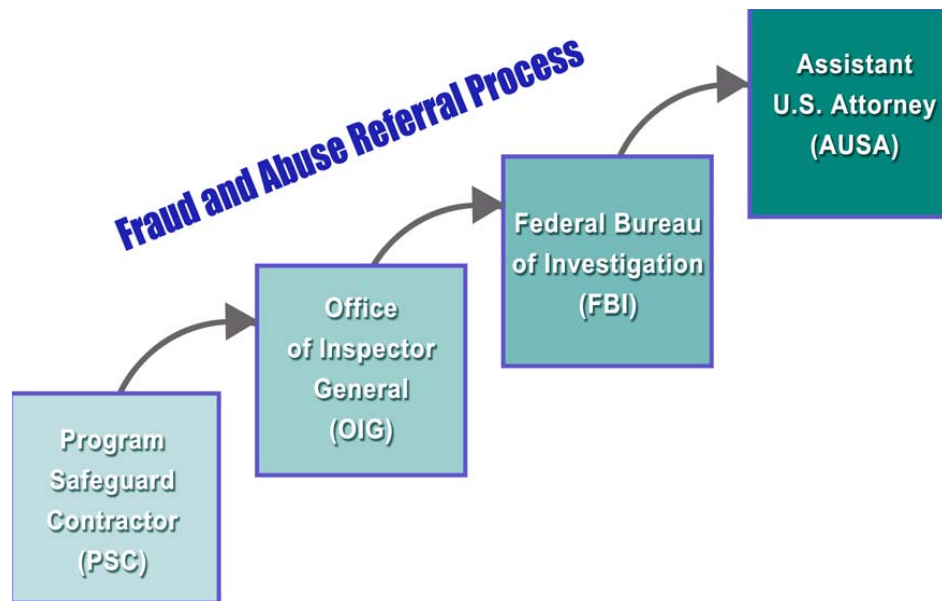 Fraud and Abuse Referral Process
Program
Safeguard
Contractor
(PSC)
Office
of Inspector
General
(OIG)
Federal Bureau
of Investigation
(FBI)
Assistant
U.S. Attorney
(AUSA)